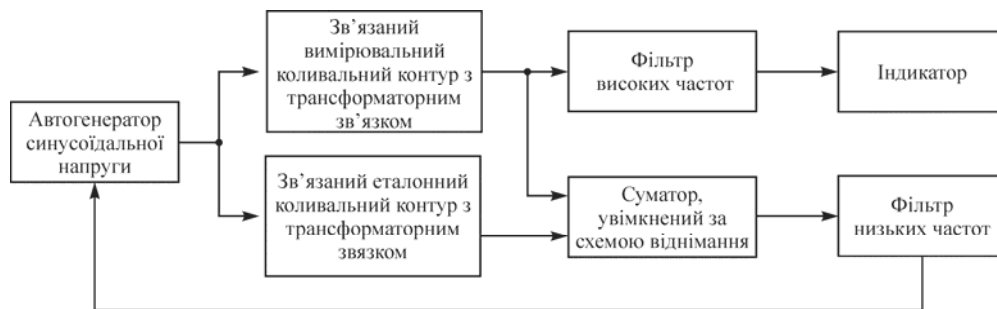 Зв’язаний
вимірювальний
коливальний контур з
трансформаторним
зв’язком
Фільтр
високих частот
Індикатор
Автогенератор
синусоїдальної
напруги
Зв’язаний еталонний
коливальний контур з
трансформаторним
звязком
Суматор,
увімкнений за
схемою віднімання
Фільтр
низьких частот